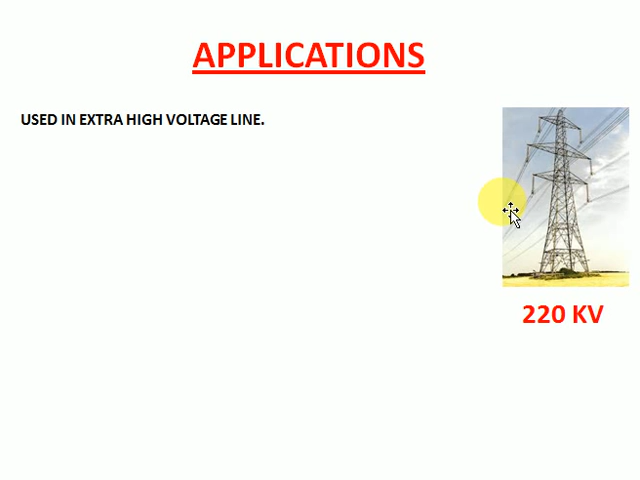 APPLICATIONS
USED IN EXTRA HIGH VOLTAGE LINE.
220 KV